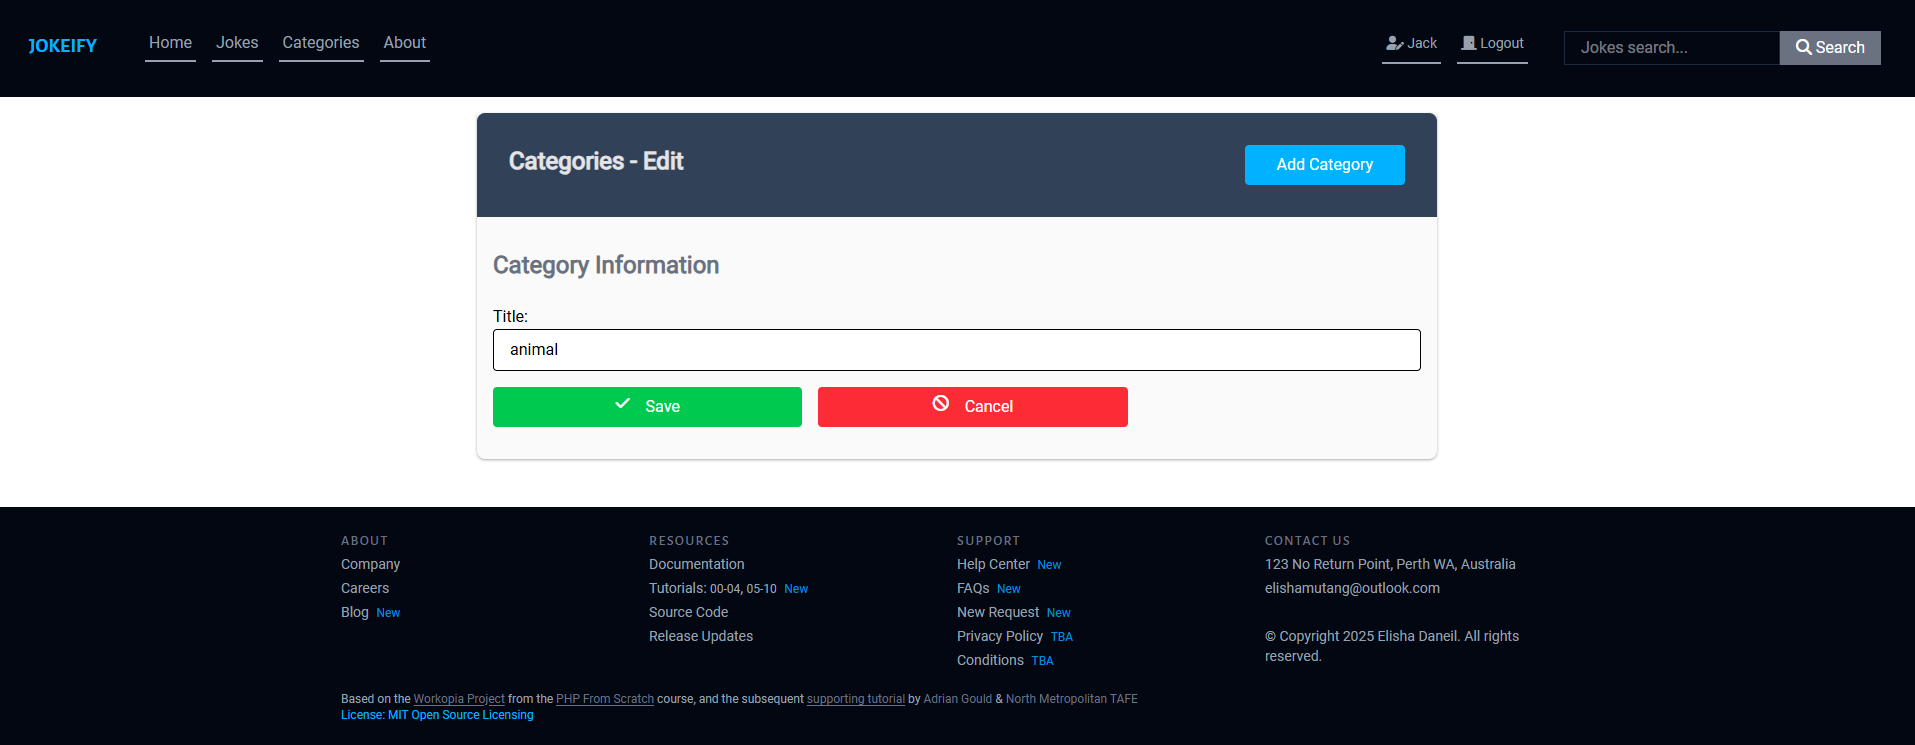 JOKEIFY Home Jokes Categories About Jack Logout Jokes search... Search
Categories - Edit Add Category
Category Information
Title:
animal
Save Cancel
ABOUT
Company
Careers
Blog New
RESOURCES
Documentation
Tutorials: 00-04, 05-10 New
Source Code
Release Updates
SUPPORT
Help Center New
FAQs New
New Request New
Privacy Policy TBA
Conditions TBA
CONTACT US
123 No Return Point, Perth WA, Australia
elishamutang@outlook.com
© Copyright 2025 Elisha Daneil. All rights
reserved.
Based on the Workopia Project from the PHP From Scratch course, and the subsequent supporting tutorial by Adrian Gould & North Metropolitan TAFE
License: MIT Open Source Licensing